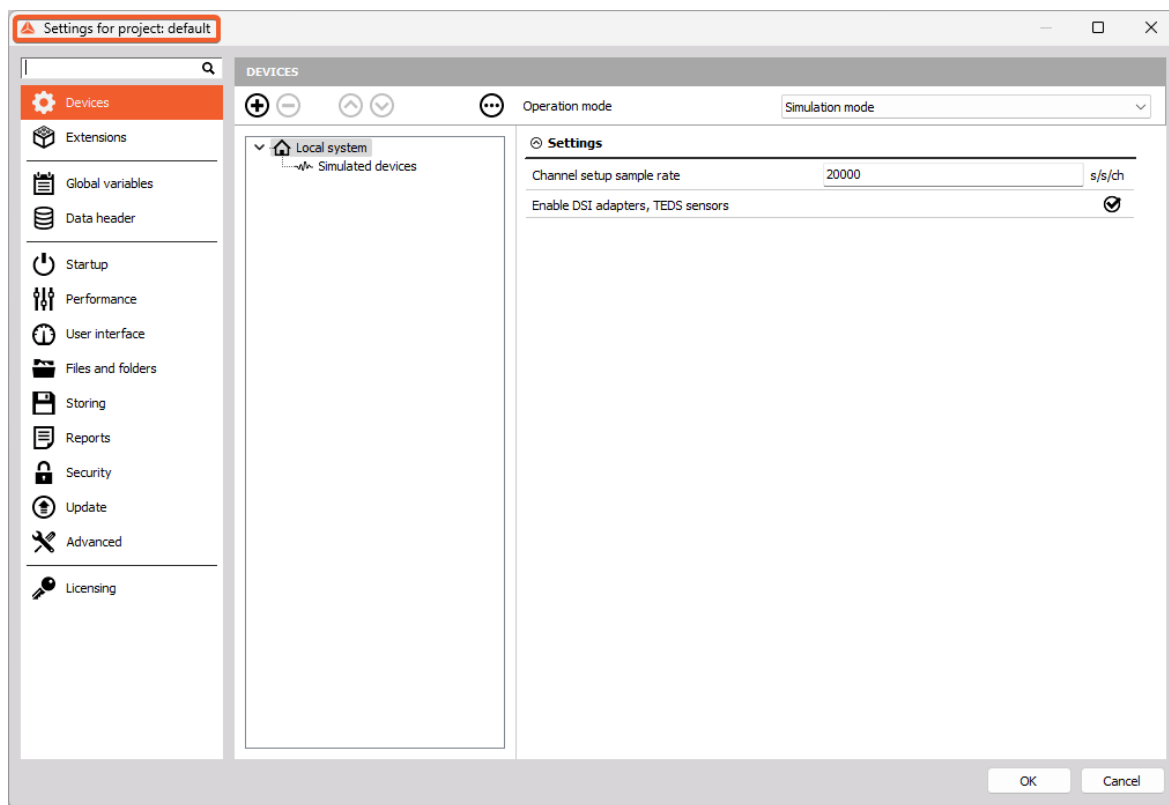 Settings for project: default
DEVICES
Devices
Extensions
Global variables
Data header
Startup
Performance
User interface
Files and folders
Storing
Reports
Security
Update
Advanced
Licensing
Operation mode
Simulation mode
Local system
Simulated devices
Settings
Channel setup sample rate 20000 s/s/ch
Enable DSI adapters, TEDS sensors
OK Cancel